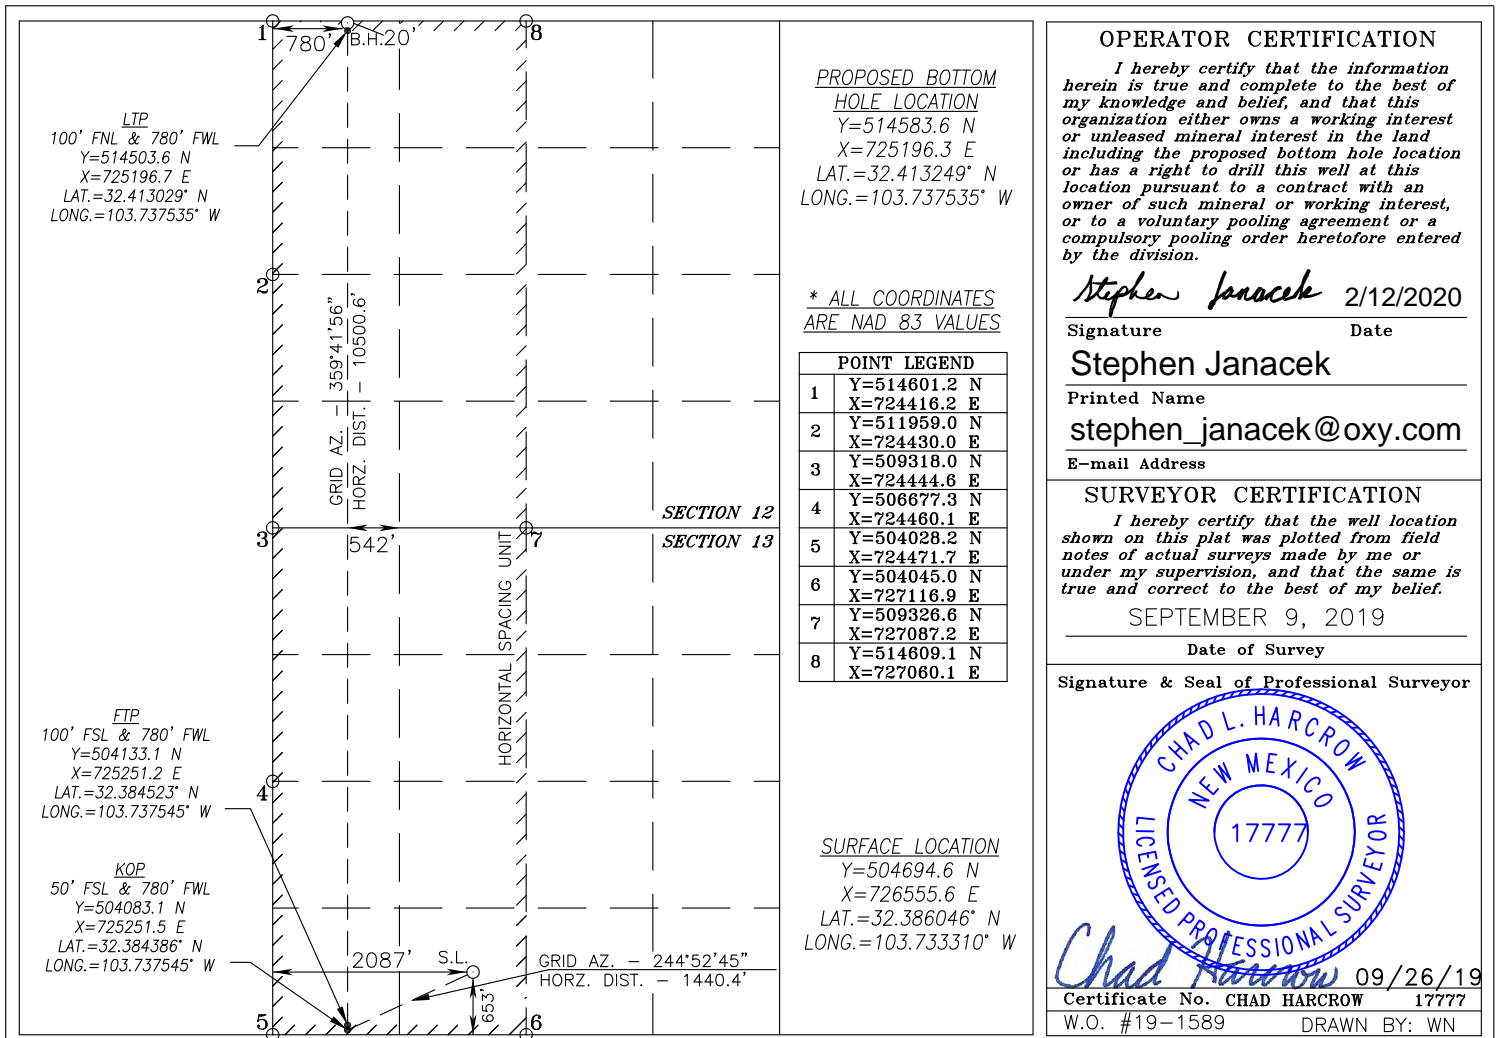 1
780'
B.H.
20'
8
LTP
100' FNL & 780' FWL
Y=514503.6 N
X=725196.7 E
LAT.=32.413029° N
LONG.=103.737535° W
2
GRID AZ. – 359°41'56"
HORZ. DIST. – 10500.6'
3
542'
7
SECTION 12
SECTION 13
HORIZONTAL SPACING UNIT
FTP
100' FSL & 780' FWL
Y=504133.1 N
X=725251.2 E
LAT.=32.384523° N
LONG.=103.737545° W
4
KOP
50' FSL & 780' FWL
Y=504083.1 N
X=725251.5 E
LAT.=32.384386° N
LONG.=103.737545° W
2087'
S.L.
653'
GRID AZ. – 244°52'45"
HORZ. DIST. – 1440.4'
5
6
PROPOSED BOTTOM
HOLE LOCATION
Y=514583.6 N
X=725196.3 E
LAT.=32.413249° N
LONG.=103.737535° W
* ALL COORDINATES
ARE NAD 83 VALUES
POINT LEGEND
1 Y=514601.2 N
X=724416.2 E
2 Y=511959.0 N
X=724430.0 E
3 Y=509318.0 N
X=724444.6 E
4 Y=506677.3 N
X=724460.1 E
5 Y=504028.2 N
X=724471.7 E
6 Y=504045.0 N
X=727116.9 E
7 Y=509326.6 N
X=727087.2 E
8 Y=514609.1 N
X=727060.1 E
SURFACE LOCATION
Y=504694.6 N
X=726555.6 E
LAT.=32.386046° N
LONG.=103.733310° W
OPERATOR CERTIFICATION
I hereby certify that the information
herein is true and complete to the best of
my knowledge and belief, and that this
organization either owns a working interest
or unleased mineral interest in the land
including the proposed bottom hole location
or has a right to drill this well at this
location pursuant to a contract with an
owner of such mineral or working interest,
or to a voluntary pooling agreement or a
compulsory pooling order heretofore entered
by the division.
Stephen Janacek 2/12/2020
Signature Date
Stephen Janacek
Printed Name
stephen_janacek@oxy.com
E-mail Address
SURVEYOR CERTIFICATION
I hereby certify that the well location
shown on this plat was plotted from field
notes of actual surveys made by me or
under my supervision, and that the same is
true and correct to the best of my belief.
SEPTEMBER 9, 2019
Date of Survey
Signature & Seal of Professional Surveyor
CHAD L. HARCROW
NEW MEXICO
17777
LICENSED PROFESSIONAL SURVEYOR
Chad Harcrow 09/26/19
Certificate No. CHAD HARCROW 17777
W.O. #19-1589 DRAWN BY: WN